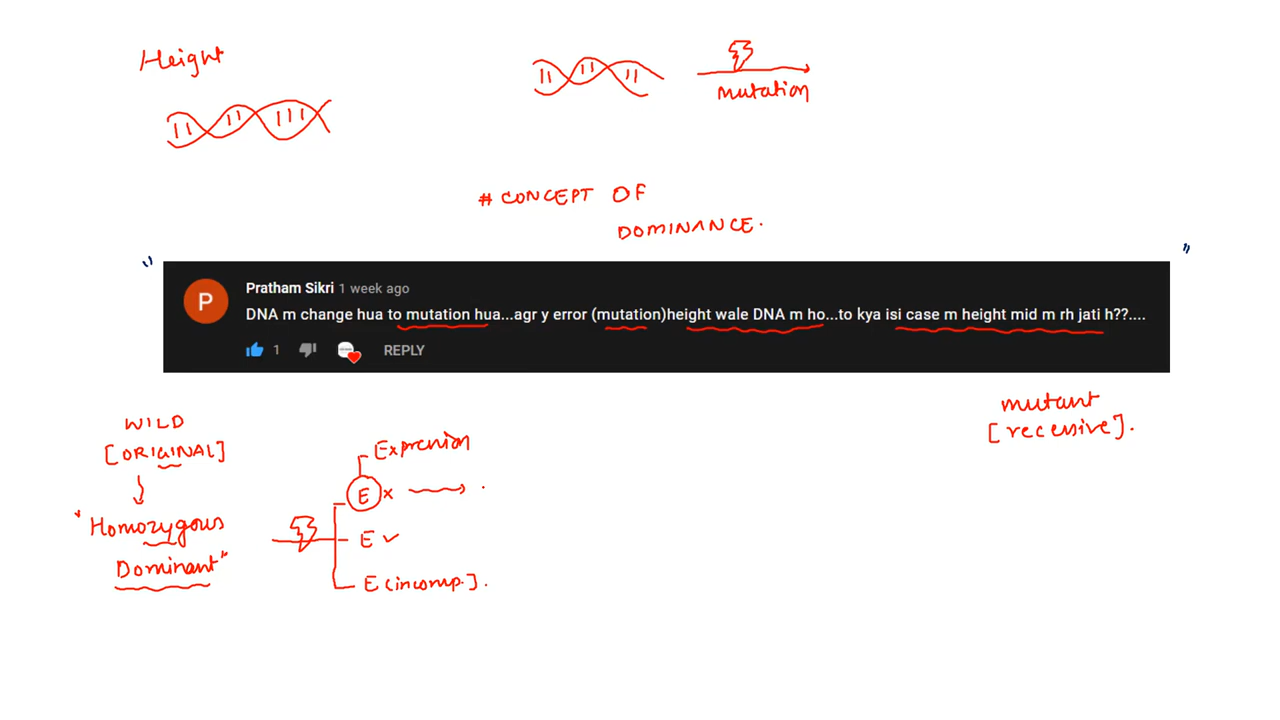 Height
mutation
# CONCEPT OF
DOMINANCE.
"
"
P
Pratham Sikri 1 week ago
DNA m change hua to mutation hua...agr y error (mutation)height wale DNA m ho...to kya isi case m height mid m rh jati h??....
1
REPLY
WILD
[ORIGINAL]
"Homozygous
Dominant"
Expression
E x
E ✓
E (incomp.].
mutant
[recessive].